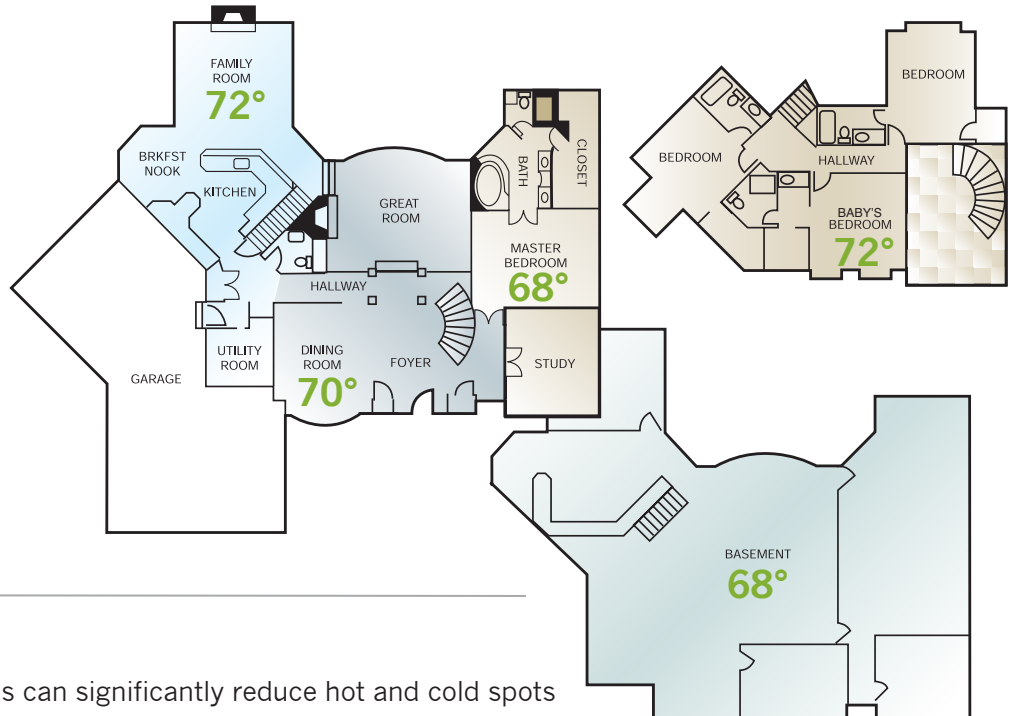 FAMILY
ROOM
72°
BRKFST
NOOK
KITCHEN
GREAT
ROOM
BATH
CLOSET
MASTER
BEDROOM
68°
HALLWAY
UTILITY
ROOM
DINING
ROOM
70°
FOYER
STUDY
GARAGE
BEDROOM
BEDROOM
HALLWAY
BABY'S
BEDROOM
72°
BASEMENT
68°
s can significantly reduce hot and cold spots